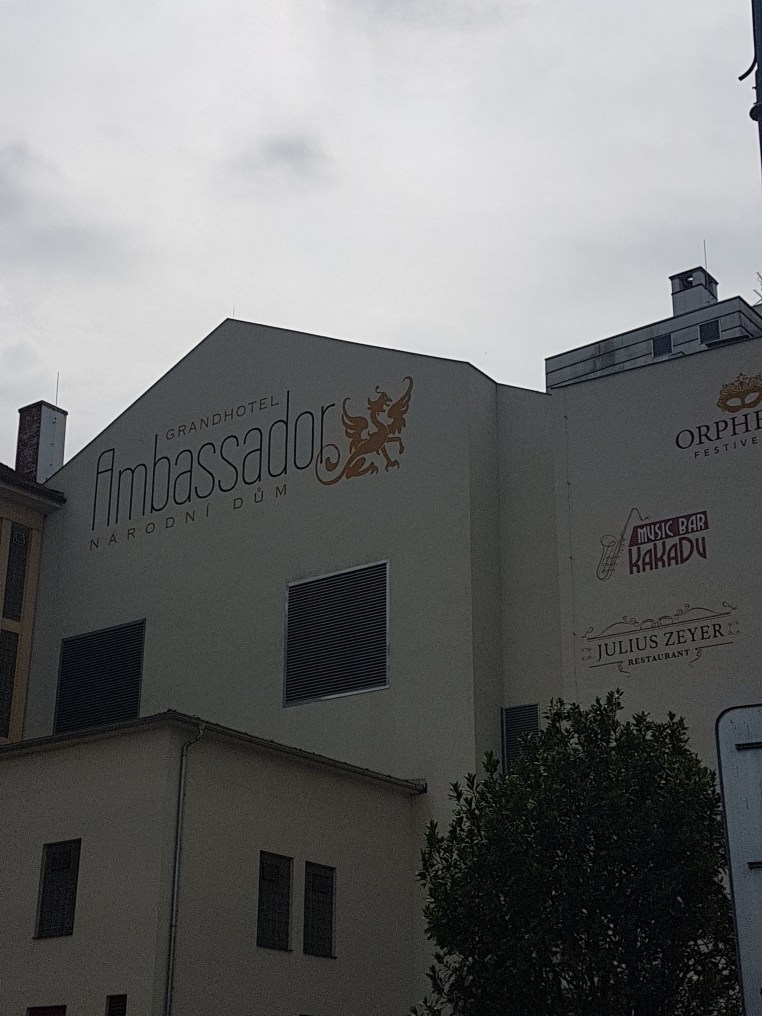 GRANDHOTEL
Ambassador
NÁRODNÍ DŮM
MUSIC BAR
KAKADU
JULIUS ZEYER
RESTAURANT